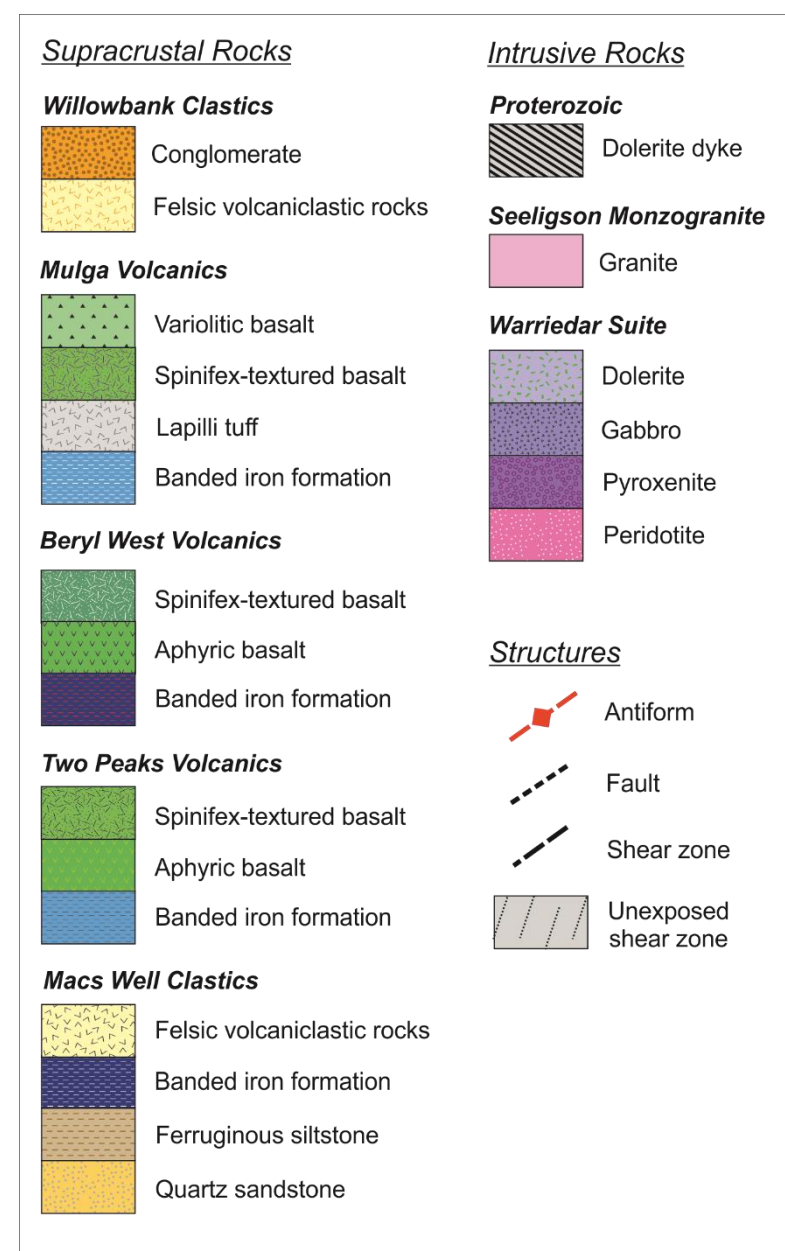 Supracrustal Rocks
Willowbank Clastics
Conglomerate
Felsic volcaniclastic rocks
Mulga Volcanics
Variolitic basalt
Spinifex-textured basalt
Lapilli tuff
Banded iron formation
Beryl West Volcanics
Spinifex-textured basalt
Aphyric basalt
Banded iron formation
Two Peaks Volcanics
Spinifex-textured basalt
Aphyric basalt
Banded iron formation
Macs Well Clastics
Felsic volcaniclastic rocks
Banded iron formation
Ferruginous siltstone
Quartz sandstone
Intrusive Rocks
Proterozoic
Dolerite dyke
Seeligson Monzogranite
Granite
Warriedar Suite
Dolerite
Gabbro
Pyroxenite
Peridotite
Structures
Antiform
Fault
Shear zone
Unexposed
shear zone